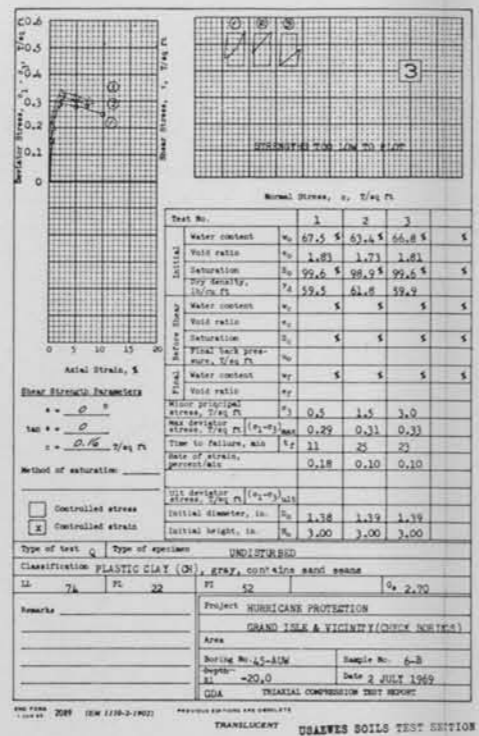 0.6
0.5
0.4
0.3
0.2
0.1
0
Deviator Stress, σ1 - σ3, T/sq ft
Shear Stress, τ, T/sq ft
1
2
3
3
STRENGTHS TOO LOW TO PLOT
Normal Stress, σ, T/sq ft
0 5 10 15 20
Axial Strain, %
Shear Strength Parameters
φ = 0 °
tan φ = 0
c = 0.16 T/sq ft
Method of saturation
Controlled stress
X Controlled strain
Test No. 1 2 3
Initial
Water content w0 67.5 % 63.4 % 66.8 % %
Void ratio e0 1.83 1.73 1.81
Saturation S0 99.6 % 98.9 % 99.6 % %
Dry density, lb/cu ft γd 59.5 61.8 59.9
Before Shear
Water content wc % % % %
Void ratio ec
Saturation Sc % % % %
Final back pressure, T/sq ft u0
Final
Water content wf % % % %
Void ratio ef
Minor principal stress, T/sq ft σ3 0.5 1.5 3.0
Max deviator stress, T/sq ft (σ1-σ3)max 0.29 0.31 0.33
Time to failure, min tf 11 25 23
Rate of strain, percent/min 0.18 0.10 0.10
Ult deviator stress, T/sq ft (σ1-σ3)ult
Initial diameter, in. D0 1.38 1.39 1.39
Initial height, in. H0 3.00 3.00 3.00
Type of test Q Type of specimen UNDISTURBED
Classification PLASTIC CLAY (CH), gray, contains sand seams
LL 74 PL 22 PI 52 Gs 2.70
Remarks
Project HURRICANE PROTECTION
GRAND ISLE & VICINITY (CHECK BORINGS)
Area
Boring No. 45-AUW Sample No. 6-B
Depth El -20.0 Date 2 JULY 1969
GDA TRIAXIAL COMPRESSION TEST REPORT
ENG FORM 2089 (EM 1110-2-1902) PREVIOUS EDITIONS ARE OBSOLETE
TRANSLUCENT
USAEWES SOILS TEST SECTION